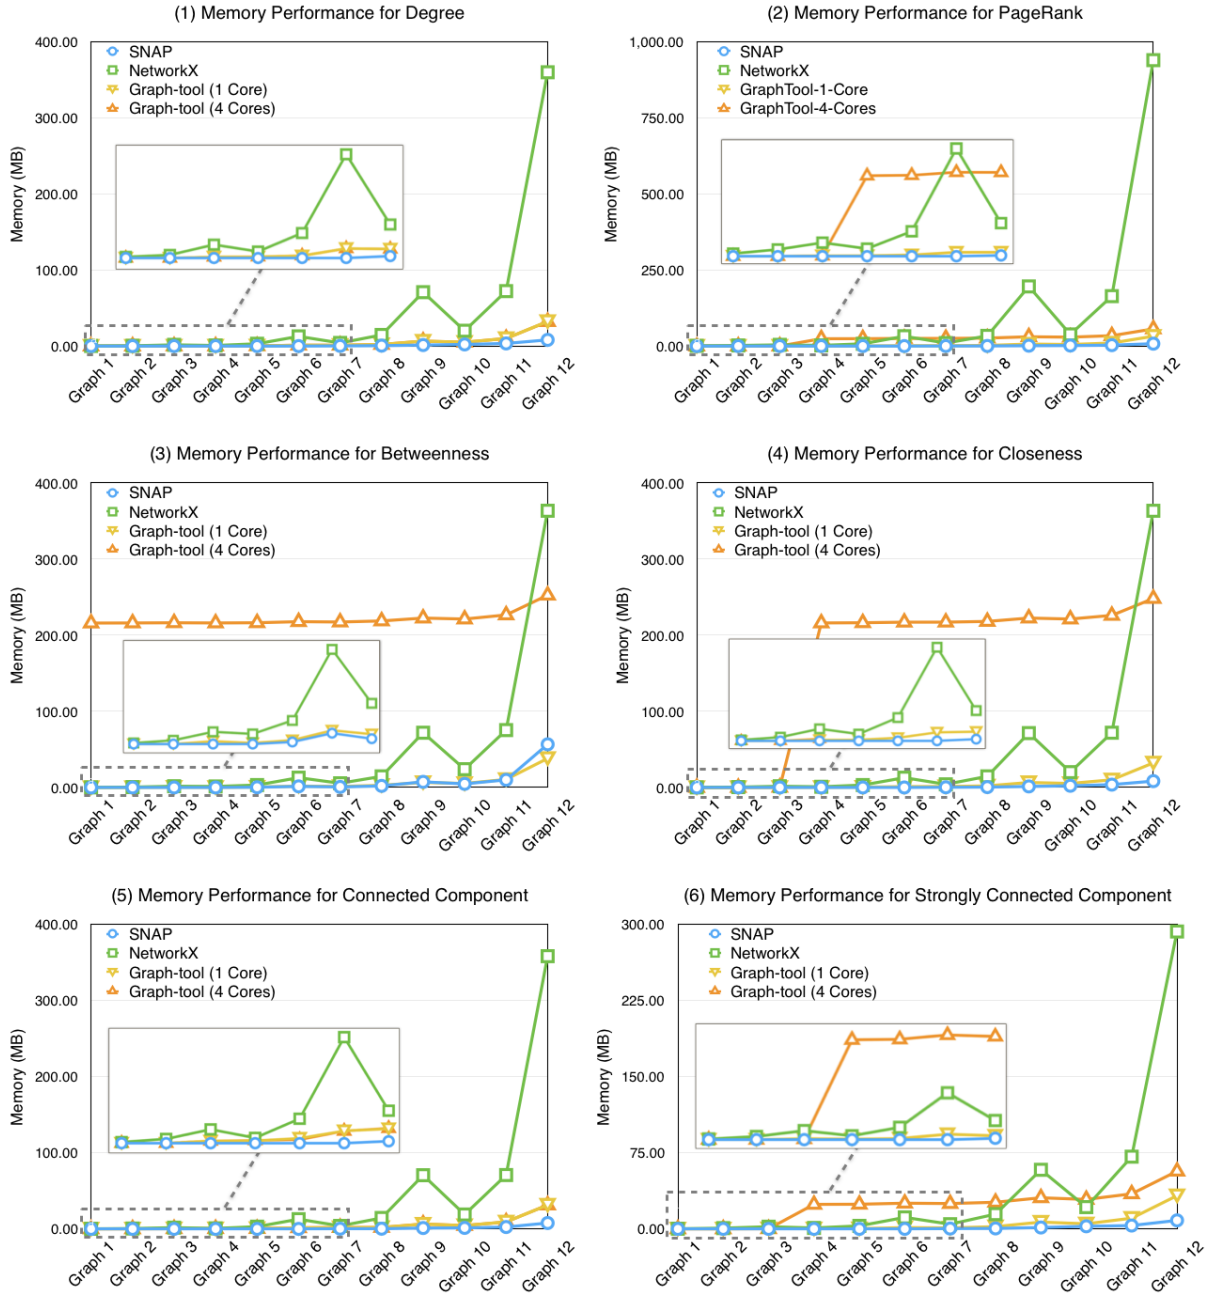 (1) Memory Performance for Degree
400.00
300.00
200.00
100.00
0.00
Memory (MB)
SNAP
NetworkX
Graph-tool (1 Core)
Graph-tool (4 Cores)
Graph 1
Graph 2
Graph 3
Graph 4
Graph 5
Graph 6
Graph 7
Graph 8
Graph 9
Graph 10
Graph 11
Graph 12
(2) Memory Performance for PageRank
1,000.00
750.00
500.00
250.00
0.00
Memory (MB)
SNAP
NetworkX
GraphTool-1-Core
GraphTool-4-Cores
Graph 1
Graph 2
Graph 3
Graph 4
Graph 5
Graph 6
Graph 7
Graph 8
Graph 9
Graph 10
Graph 11
Graph 12
(3) Memory Performance for Betweenness
400.00
300.00
200.00
100.00
0.00
Memory (MB)
SNAP
NetworkX
Graph-tool (1 Core)
Graph-tool (4 Cores)
Graph 1
Graph 2
Graph 3
Graph 4
Graph 5
Graph 6
Graph 7
Graph 8
Graph 9
Graph 10
Graph 11
Graph 12
(4) Memory Performance for Closeness
400.00
300.00
200.00
100.00
0.00
Memory (MB)
SNAP
NetworkX
Graph-tool (1 Core)
Graph-tool (4 Cores)
Graph 1
Graph 2
Graph 3
Graph 4
Graph 5
Graph 6
Graph 7
Graph 8
Graph 9
Graph 10
Graph 11
Graph 12
(5) Memory Performance for Connected Component
400.00
300.00
200.00
100.00
0.00
Memory (MB)
SNAP
NetworkX
Graph-tool (1 Core)
Graph-tool (4 Cores)
Graph 1
Graph 2
Graph 3
Graph 4
Graph 5
Graph 6
Graph 7
Graph 8
Graph 9
Graph 10
Graph 11
Graph 12
(6) Memory Performance for Strongly Connected Component
300.00
225.00
150.00
75.00
0.00
Memory (MB)
SNAP
NetworkX
Graph-tool (1 Core)
Graph-tool (4 Cores)
Graph 1
Graph 2
Graph 3
Graph 4
Graph 5
Graph 6
Graph 7
Graph 8
Graph 9
Graph 10
Graph 11
Graph 12